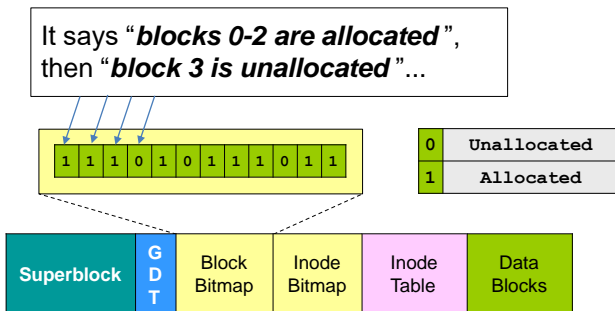 It says “blocks 0-2 are allocated”,
then “block 3 is unallocated”...
1 1 1 0 1 0 1 1 1 0 1 1
0 Unallocated
1 Allocated
Superblock
G
D
T
Block
Bitmap
Inode
Bitmap
Inode
Table
Data
Blocks